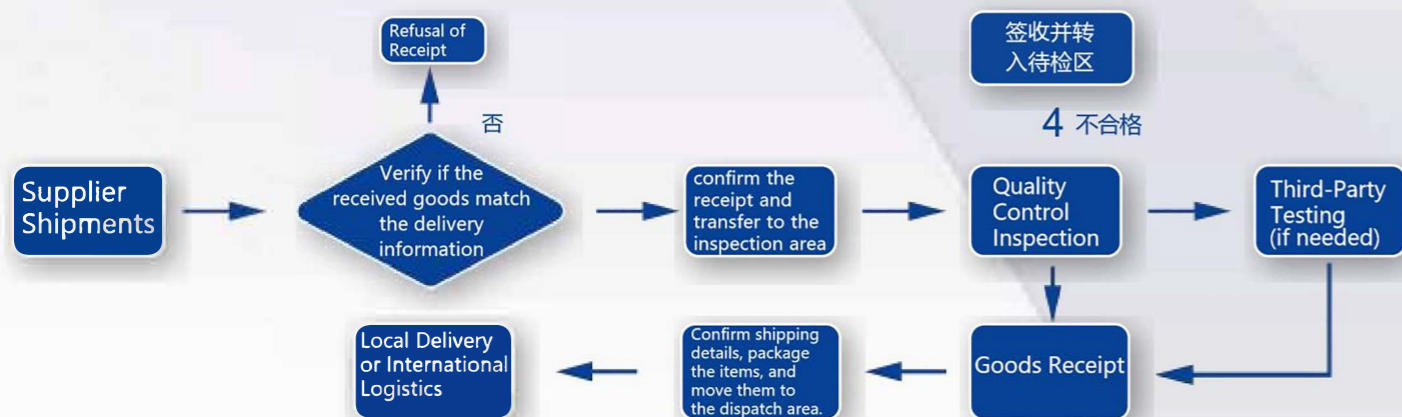 Refusal of
Receipt
签收并转
入待检区
否
4 不合格
Supplier
Shipments
Verify if the
received goods match
the delivery
information
confirm the
receipt and
transfer to the
inspection area
Quality
Control
Inspection
Third-Party
Testing
(if needed)
Local Delivery
or International
Logistics
Confirm shipping
details, package
the items, and
move them to
the dispatch area.
Goods Receipt